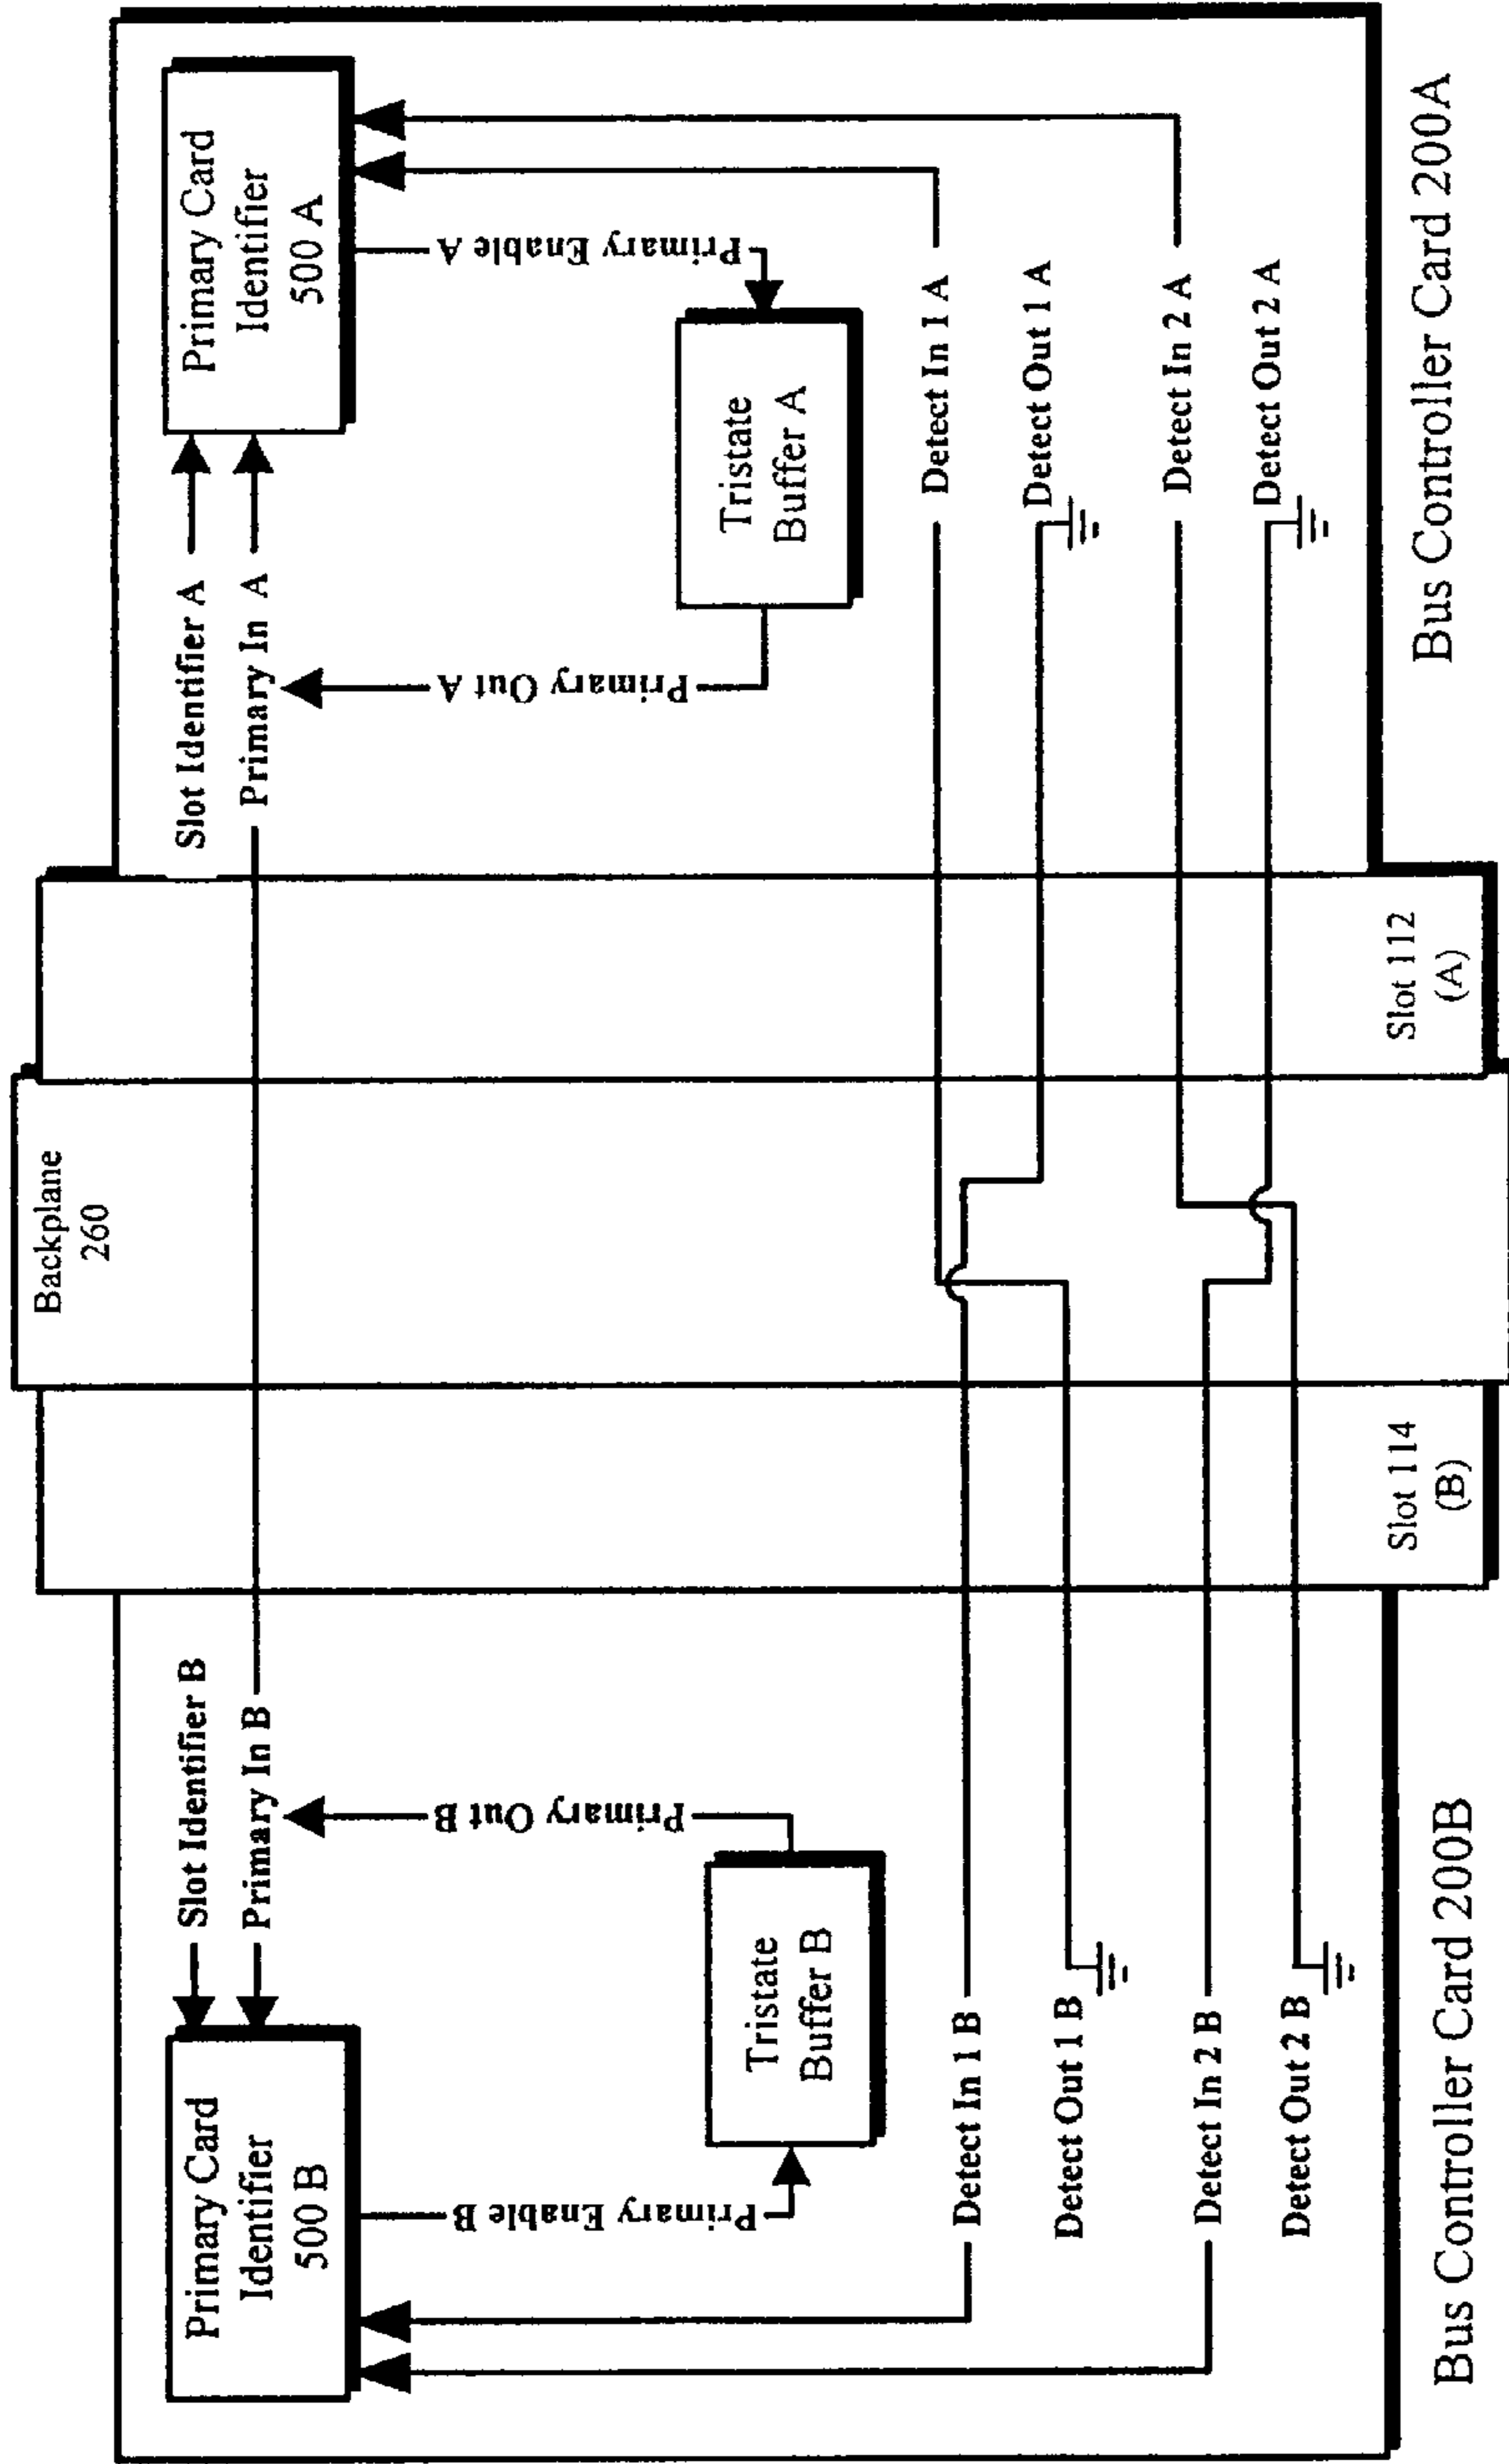 Backplane
260
Slot Identifier B
Slot Identifier A
Primary Card
Identifier
500 B
Primary In B
Primary In A
Primary Card
Identifier
500 A
Primary Enable B
Primary Out B
Primary Out A
Primary Enable A
Tristate
Buffer B
Tristate
Buffer A
Detect In 1 B
Detect In 1 A
Detect Out 1 B
Detect Out 1 A
Detect In 2 B
Detect In 2 A
Detect Out 2 B
Detect Out 2 A
Slot 114
(B)
Slot 112
(A)
Bus Controller Card 200B
Bus Controller Card 200A